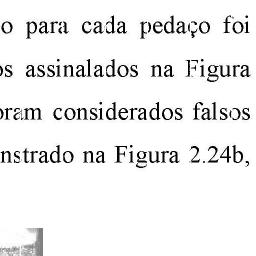 o para cada pedaço foi
os assinalados na Figura
oram considerados falsos
nstrado na Figura 2.24b,